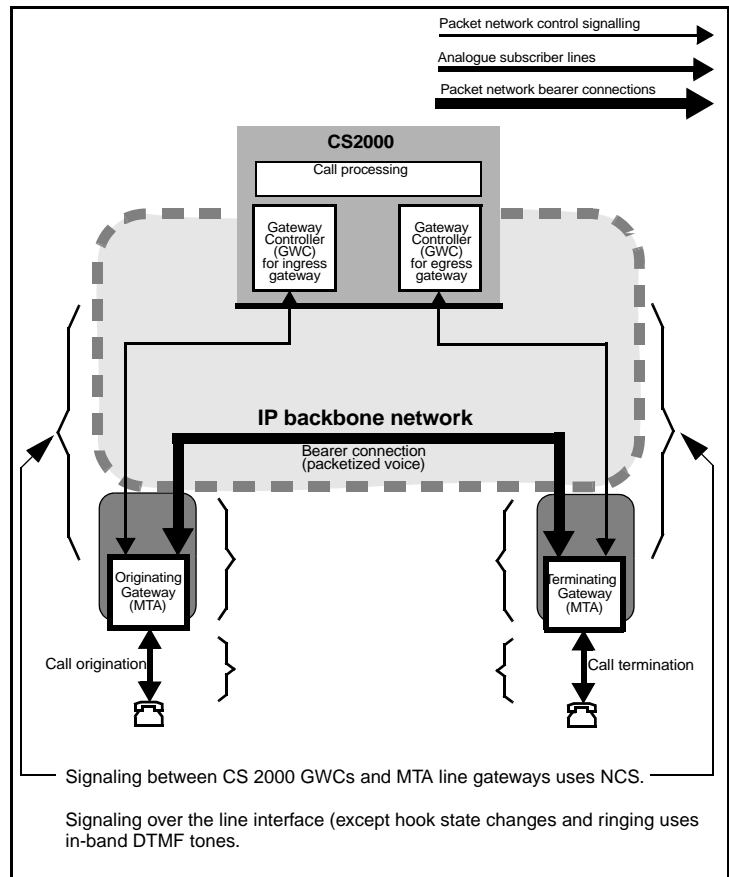 Packet network control signalling
Analogue subscriber lines
Packet network bearer connections
CS2000
Call processing
Gateway
Controller
(GWC)
for ingress
gateway
Gateway
Controller
(GWC)
for egress
gateway
IP backbone network
Bearer connection
(packetized voice)
Originating
Gateway
(MTA)
Terminating
Gateway
(MTA)
Call origination
Call termination
Signaling between CS 2000 GWCs and MTA line gateways uses NCS.
Signaling over the line interface (except hook state changes and ringing uses
in-band DTMF tones.